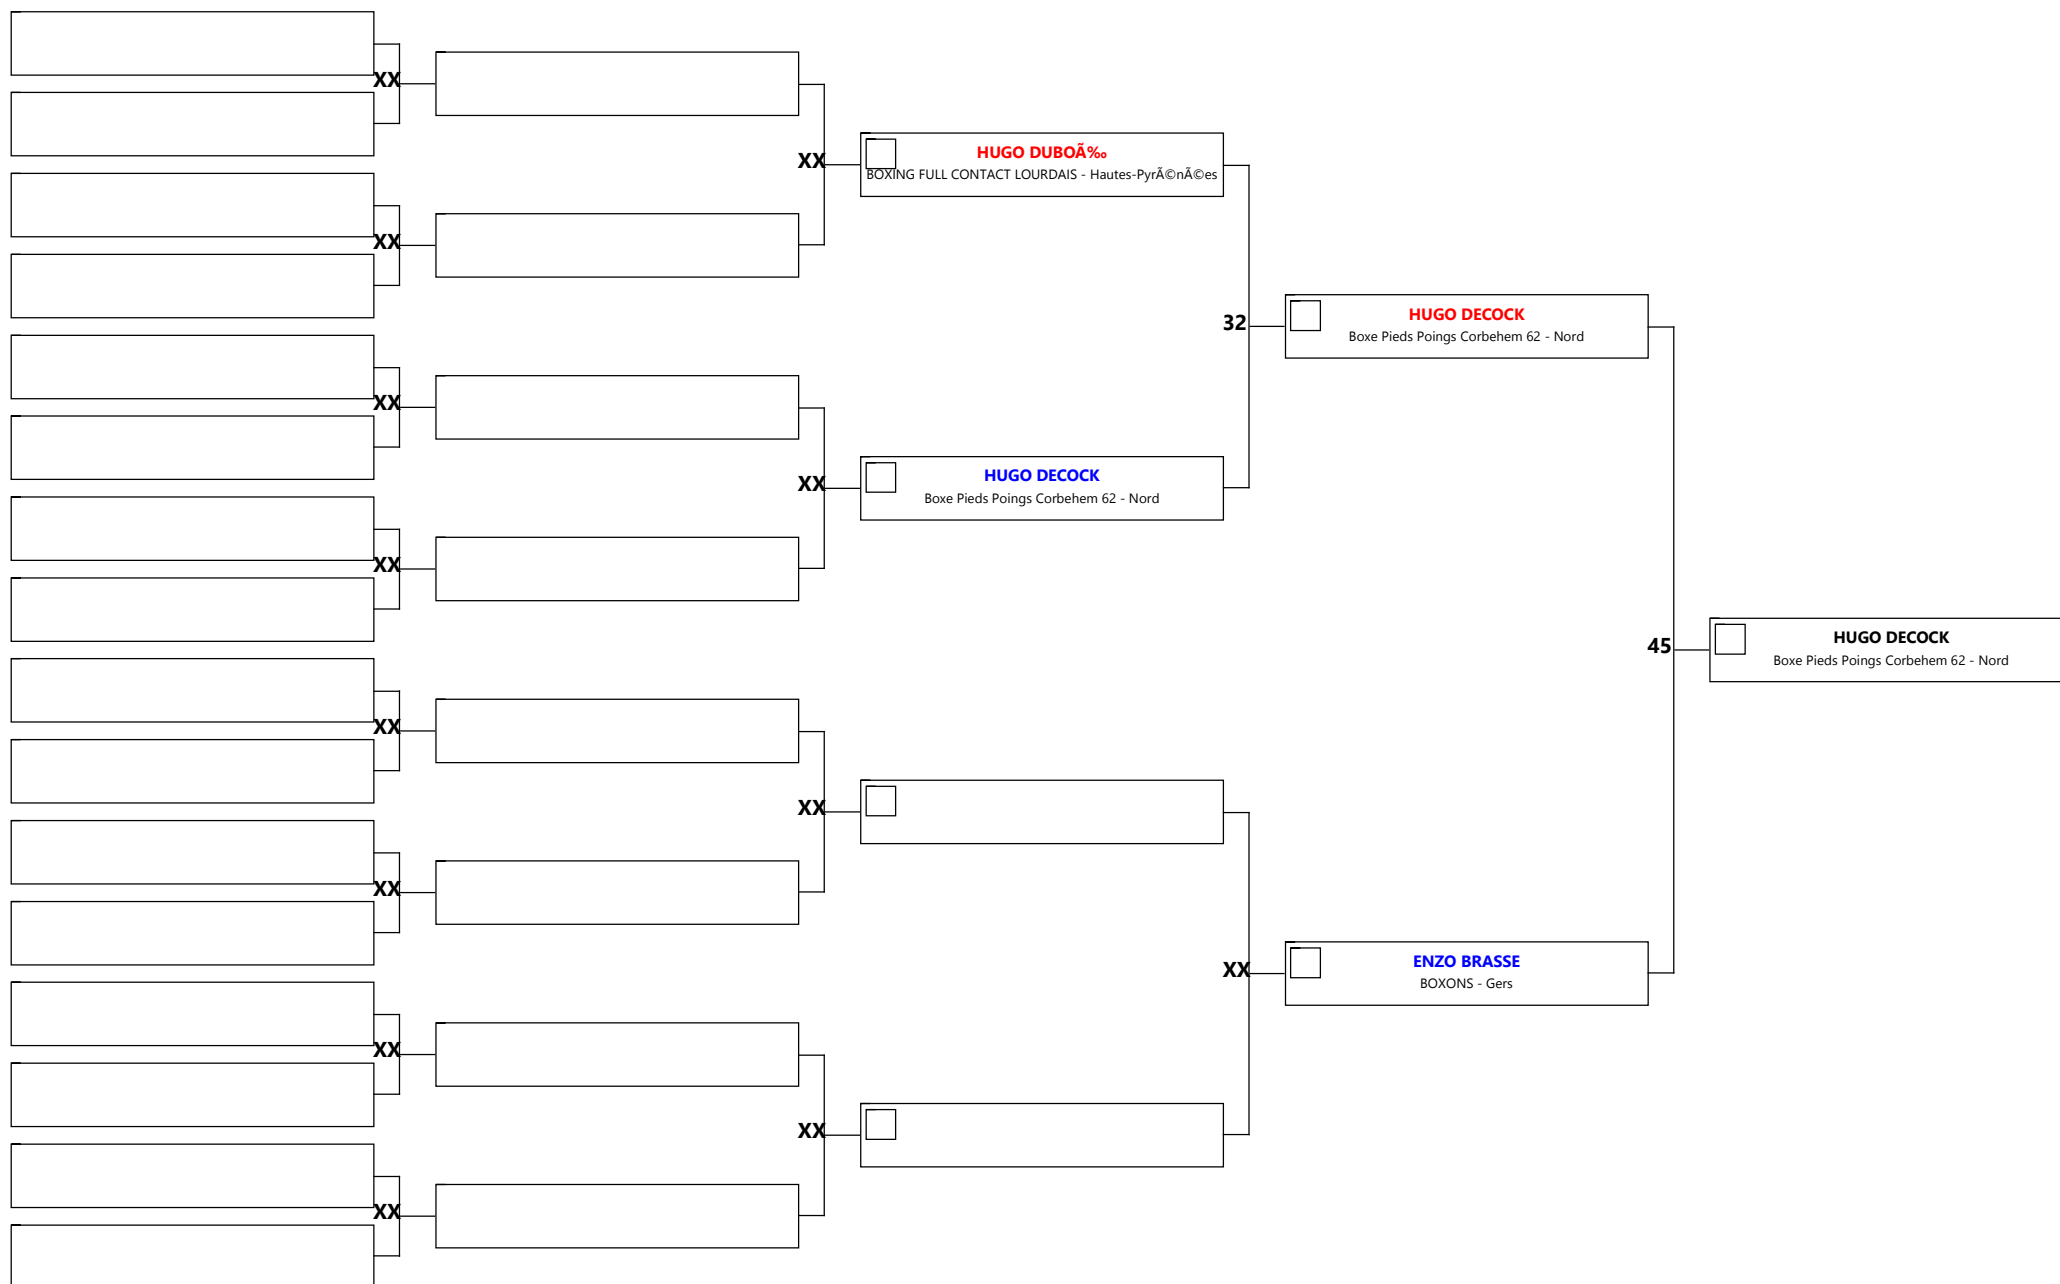 XX
XX
HUGO DUBOÃ‰
BOXING FULL CONTACT LOURDAIS - Hautes-PyrÃ©nÃ©es
XX
XX
HUGO DECOCK
Boxe Pieds Poings Corbehem 62 - Nord
32
XX
HUGO DECOCK
Boxe Pieds Poings Corbehem 62 - Nord
XX
XX
HUGO DECOCK
Boxe Pieds Poings Corbehem 62 - Nord
45
XX
XX
XX
ENZO BRASSE
BOXONS - Gers
XX
XX
XX
XX